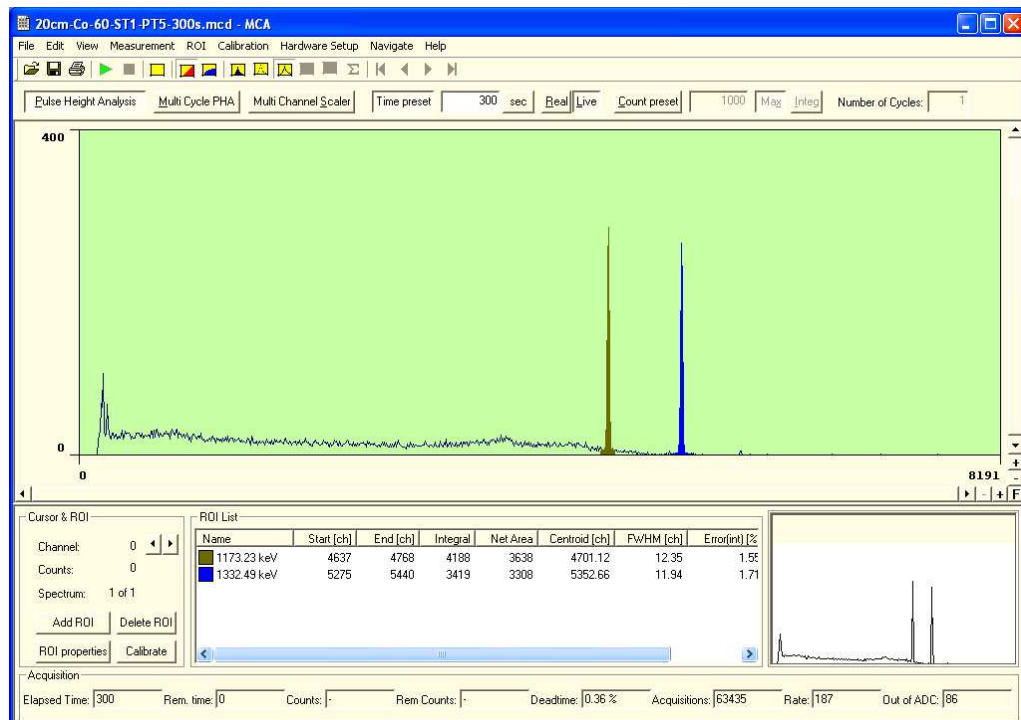 20cm-Co-60-ST1-PT5-300s.mcd - MCA
File Edit View Measurement ROI Calibration Hardware Setup Navigate Help
Pulse Height Analysis Multi Cycle PHA Multi Channel Scaler Time preset 300 sec Real Live Count preset 1000 Max Integ Number of Cycles: 1
400
0
0 8191
F
Cursor & ROI
Channel: 0
Counts: 0
Spectrum: 1 of 1
Add ROI Delete ROI
ROI properties Calibrate
ROI List
Name Start [ch] End [ch] Integral Net Area Centroid [ch] FWHM [ch] Error(int) [%
1173.23 keV 4637 4768 4188 3638 4701.12 12.35 1.55
1332.49 keV 5275 5440 3419 3308 5352.66 11.94 1.71
Acquisition
Elapsed Time: 300 Rem. time: 0 Counts: - Rem Counts: - Deadtime: 0.36 % Acquisitions: 63435 Rate: 187 Out of ADC: 86